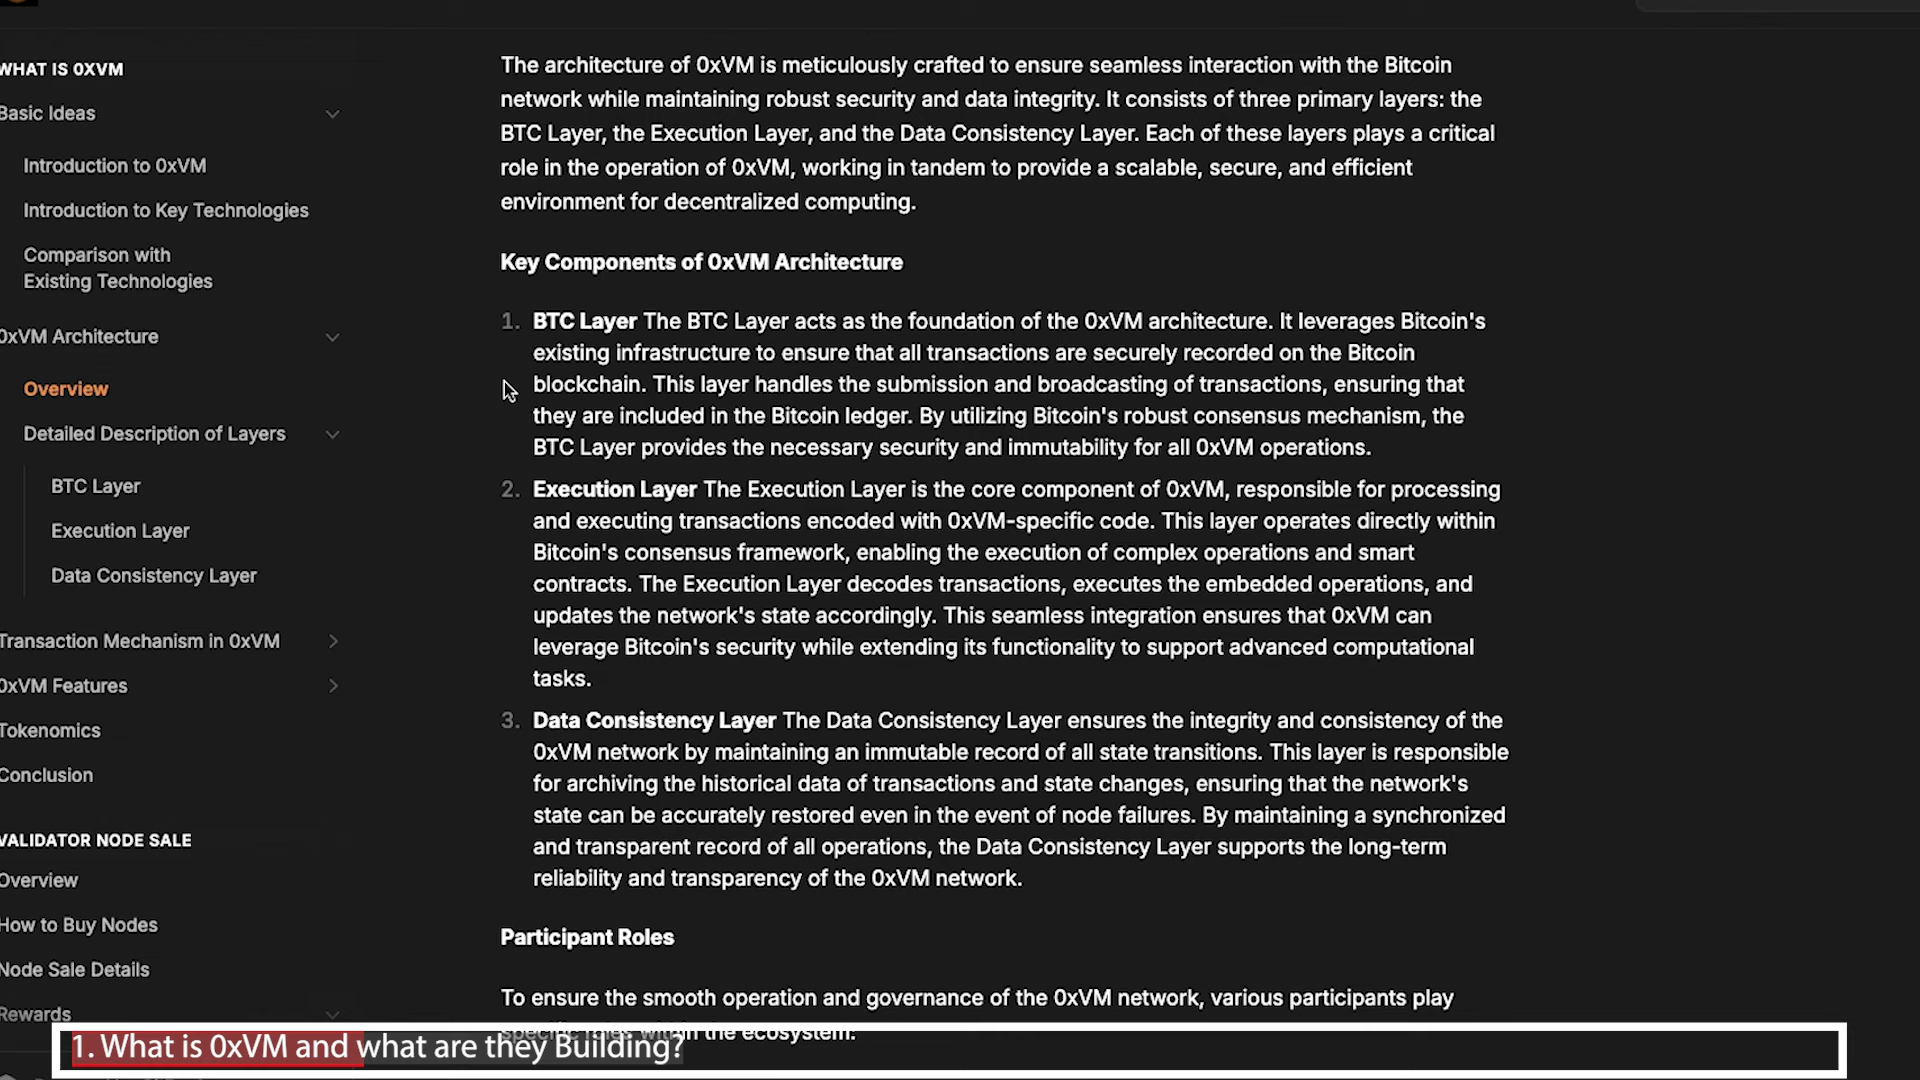 WHAT IS 0XVM
Basic Ideas
Introduction to 0xVM
Introduction to Key Technologies
Comparison with
Existing Technologies
0xVM Architecture
Overview
Detailed Description of Layers
BTC Layer
Execution Layer
Data Consistency Layer
Transaction Mechanism in 0xVM
0xVM Features
Tokenomics
Conclusion
VALIDATOR NODE SALE
Overview
How to Buy Nodes
Node Sale Details
Rewards
The architecture of 0xVM is meticulously crafted to ensure seamless interaction with the Bitcoin
network while maintaining robust security and data integrity. It consists of three primary layers: the
BTC Layer, the Execution Layer, and the Data Consistency Layer. Each of these layers plays a critical
role in the operation of 0xVM, working in tandem to provide a scalable, secure, and efficient
environment for decentralized computing.
Key Components of 0xVM Architecture
1. BTC Layer The BTC Layer acts as the foundation of the 0xVM architecture. It leverages Bitcoin's
existing infrastructure to ensure that all transactions are securely recorded on the Bitcoin
blockchain. This layer handles the submission and broadcasting of transactions, ensuring that
they are included in the Bitcoin ledger. By utilizing Bitcoin's robust consensus mechanism, the
BTC Layer provides the necessary security and immutability for all 0xVM operations.
2. Execution Layer The Execution Layer is the core component of 0xVM, responsible for processing
and executing transactions encoded with 0xVM-specific code. This layer operates directly within
Bitcoin's consensus framework, enabling the execution of complex operations and smart
contracts. The Execution Layer decodes transactions, executes the embedded operations, and
updates the network's state accordingly. This seamless integration ensures that 0xVM can
leverage Bitcoin's security while extending its functionality to support advanced computational
tasks.
3. Data Consistency Layer The Data Consistency Layer ensures the integrity and consistency of the
0xVM network by maintaining an immutable record of all state transitions. This layer is responsible
for archiving the historical data of transactions and state changes, ensuring that the network's
state can be accurately restored even in the event of node failures. By maintaining a synchronized
and transparent record of all operations, the Data Consistency Layer supports the long-term
reliability and transparency of the 0xVM network.
Participant Roles
To ensure the smooth operation and governance of the 0xVM network, various participants play
specific roles within the ecosystem.
1. What is 0xVM and what are they Building?